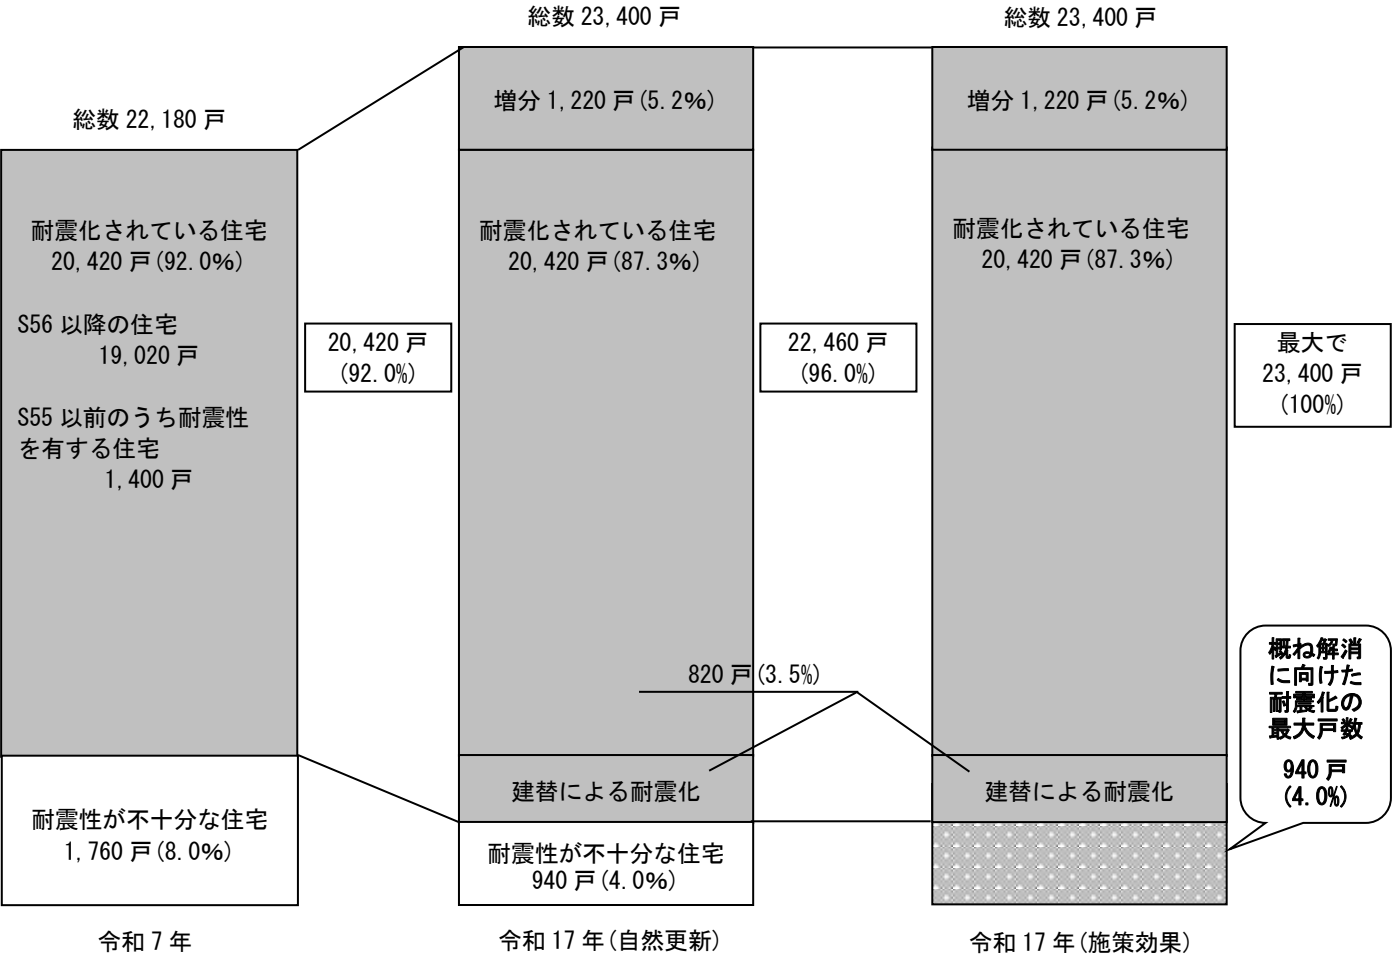 総数 22,180 戸
耐震化されている住宅
20,420 戸(92.0%)
S56 以降の住宅
19,020 戸
S55 以前のうち耐震性
を有する住宅
1,400 戸
耐震性が不十分な住宅
1,760 戸(8.0%)
令和 7 年
20,420 戸
(92.0%)
総数 23,400 戸
増分 1,220 戸(5.2%)
耐震化されている住宅
20,420 戸(87.3%)
820 戸(3.5%)
建替による耐震化
耐震性が不十分な住宅
940 戸(4.0%)
令和 17 年(自然更新)
22,460 戸
(96.0%)
総数 23,400 戸
増分 1,220 戸(5.2%)
耐震化されている住宅
20,420 戸(87.3%)
建替による耐震化
令和 17 年(施策効果)
最大で
23,400 戸
(100%)
概ね解消
に向けた
耐震化の
最大戸数
940 戸
(4.0%)